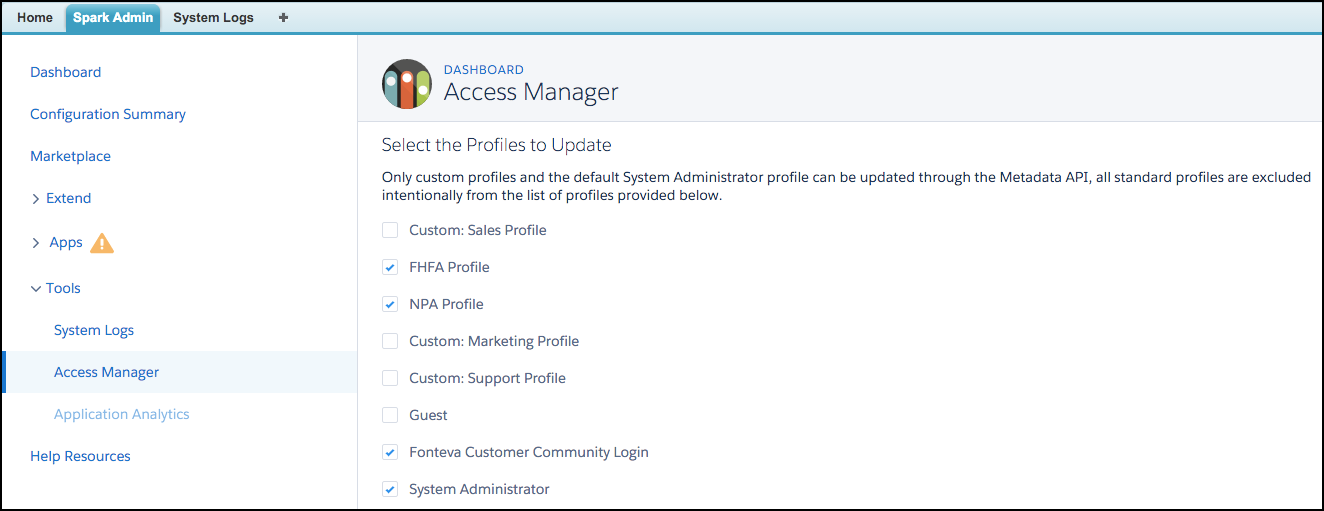 Home Spark Admin System Logs +
Dashboard
Configuration Summary
Marketplace
Extend
Apps
Tools
System Logs
Access Manager
Application Analytics
Help Resources
DASHBOARD
Access Manager
Select the Profiles to Update
Only custom profiles and the default System Administrator profile can be updated through the Metadata API, all standard profiles are excluded
intentionally from the list of profiles provided below.
Custom: Sales Profile
FHFA Profile
NPA Profile
Custom: Marketing Profile
Custom: Support Profile
Guest
Fonteva Customer Community Login
System Administrator